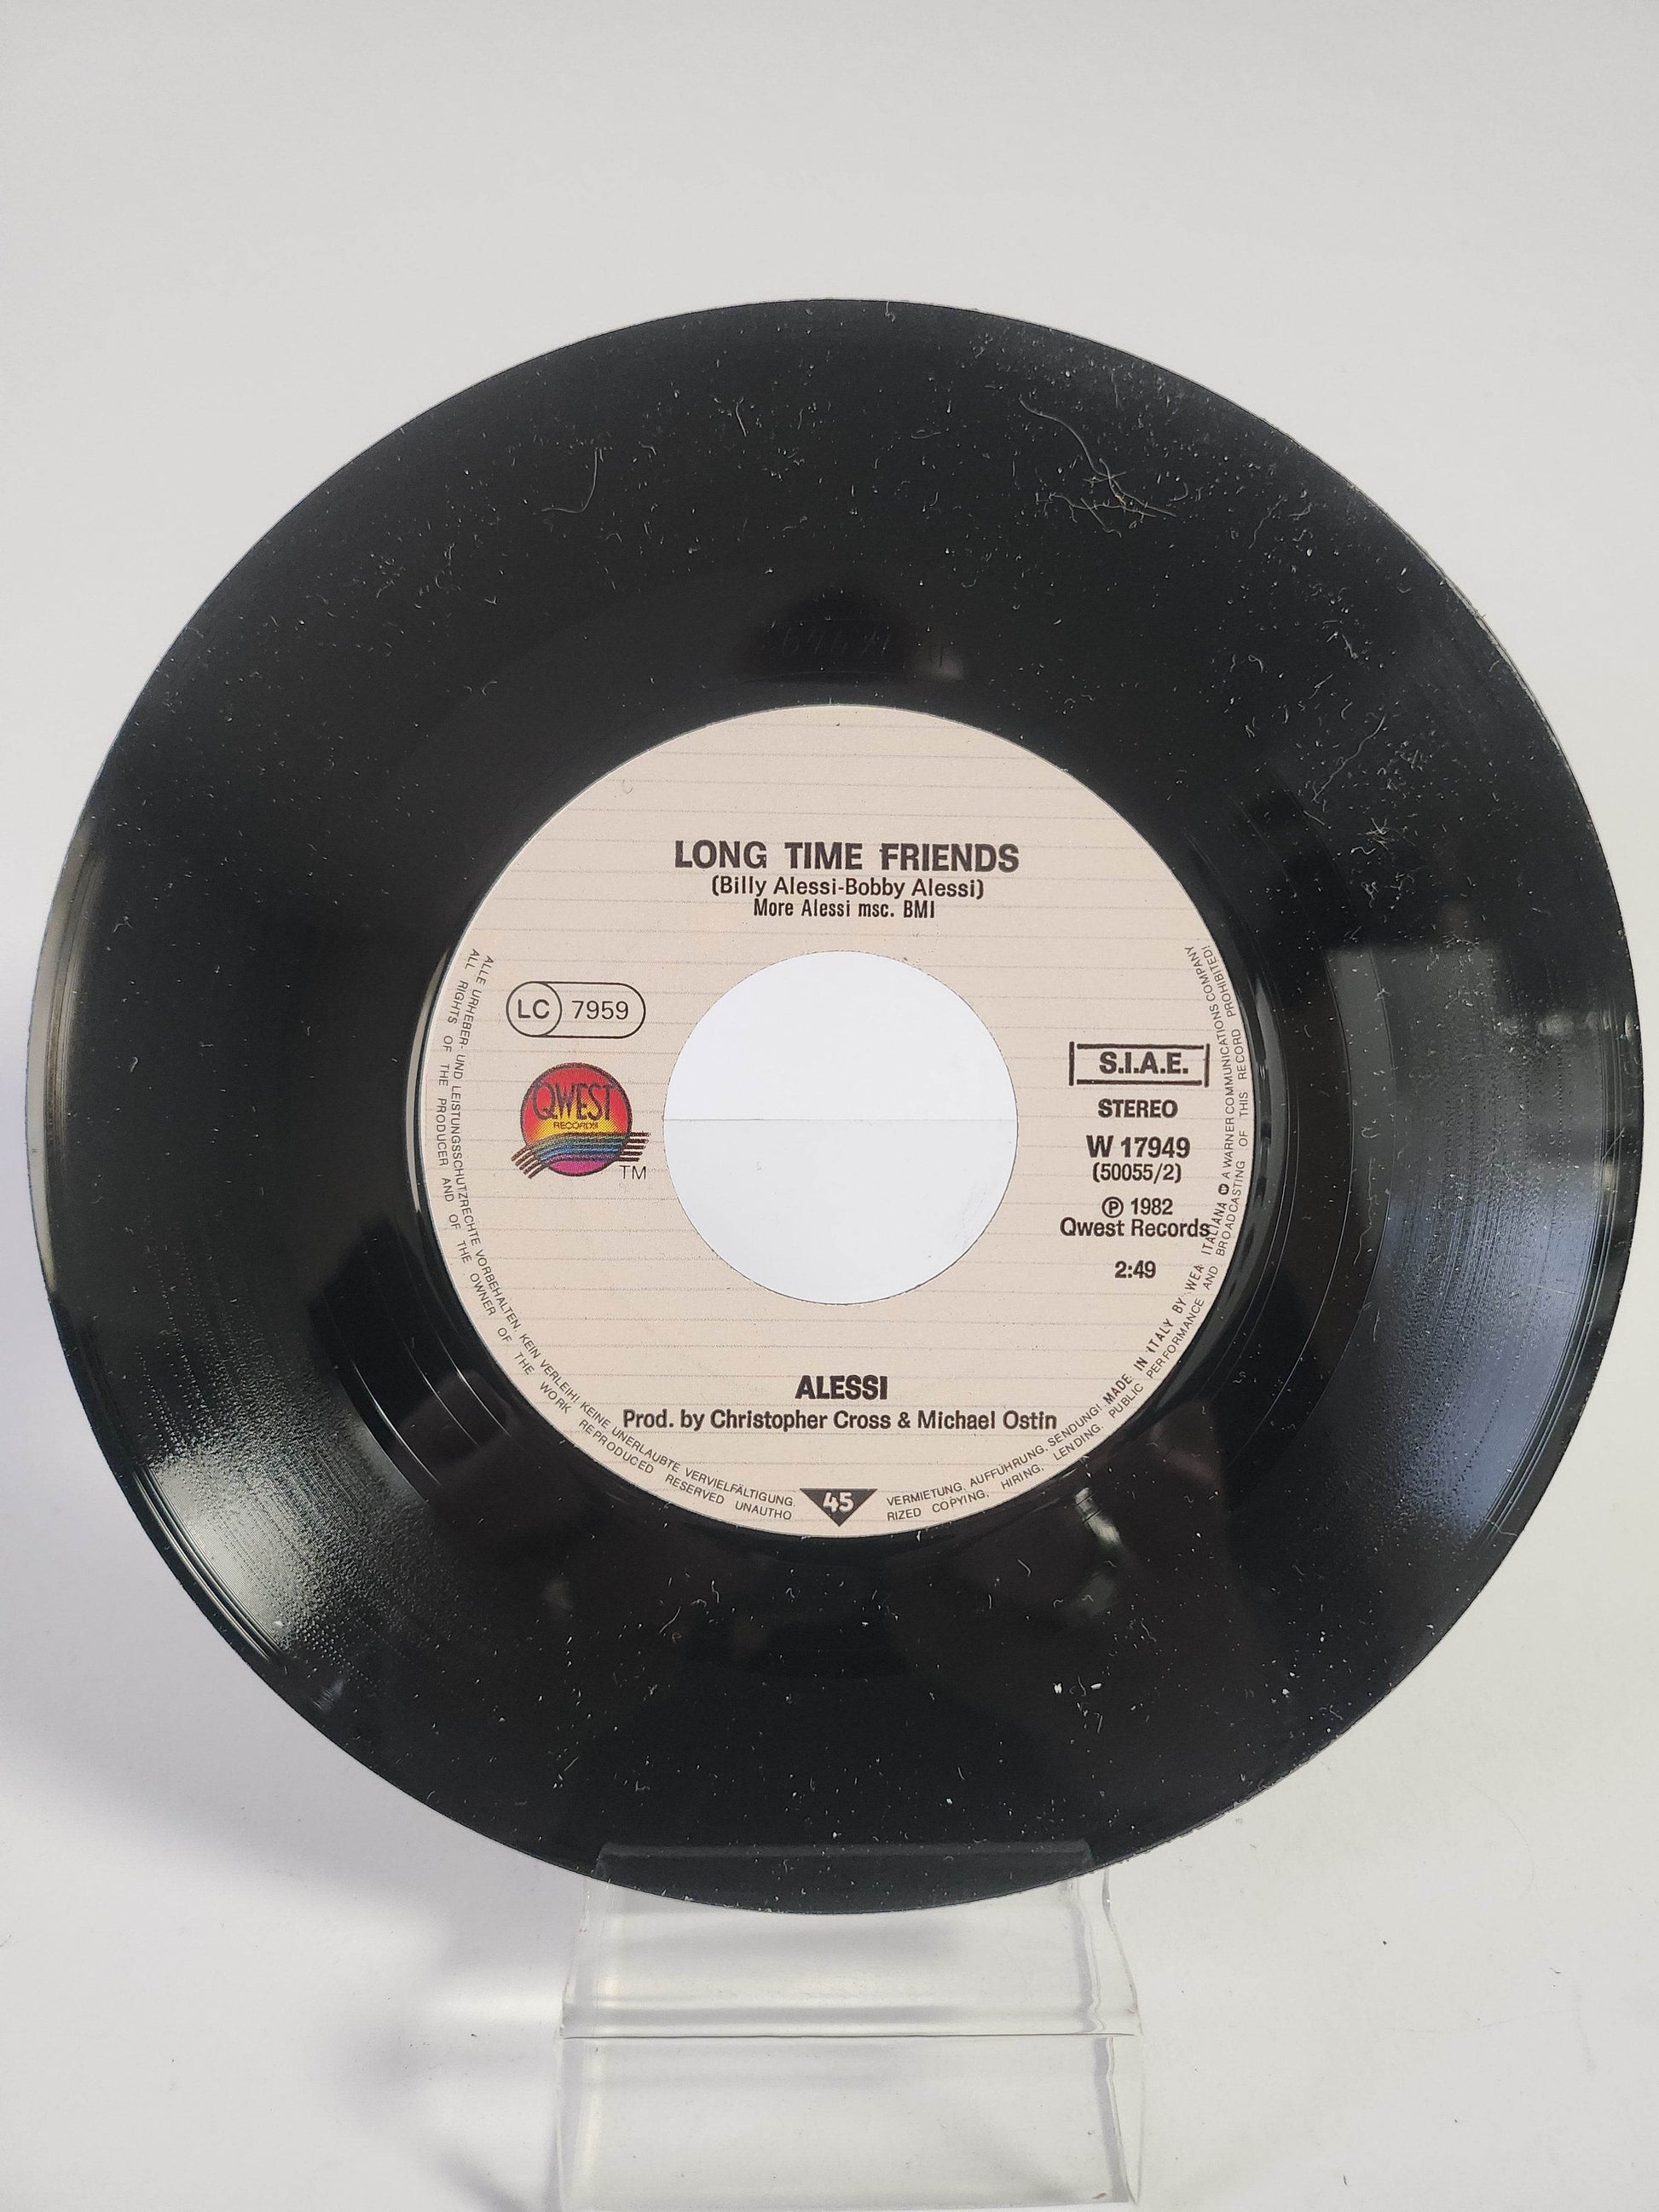 LONG TIME FRIENDS
(Billy Alessi-Bobby Alessi)
More Alessi msc. BMI
LC 7959
QWEST
RECORDS
TM
S.I.A.E.
STEREO
W 17949
(50055/2)
℗ 1982
Qwest Records
2:49
ALESSI
Prod. by Christopher Cross & Michael Ostin
45
ALLE URHEBER- UND LEISTUNGSSCHUTZRECHTE VORBEHALTEN. KEIN VERLEIH! KEINE UNERLAUBTE VERVIELFÄLTIGUNG. VERMIETUNG, AUFFÜHRUNG, SENDUNG! MADE IN ITALY BY WEA ITALIANA A WARNER COMMUNICATIONS COMPANY
ALL RIGHTS OF THE PRODUCER AND OF THE OWNER OF THE WORK REPRODUCED RESERVED UNAUTHORIZED COPYING, HIRING, LENDING, PUBLIC PERFORMANCE AND BROADCASTING OF THIS RECORD PROHIBITED!